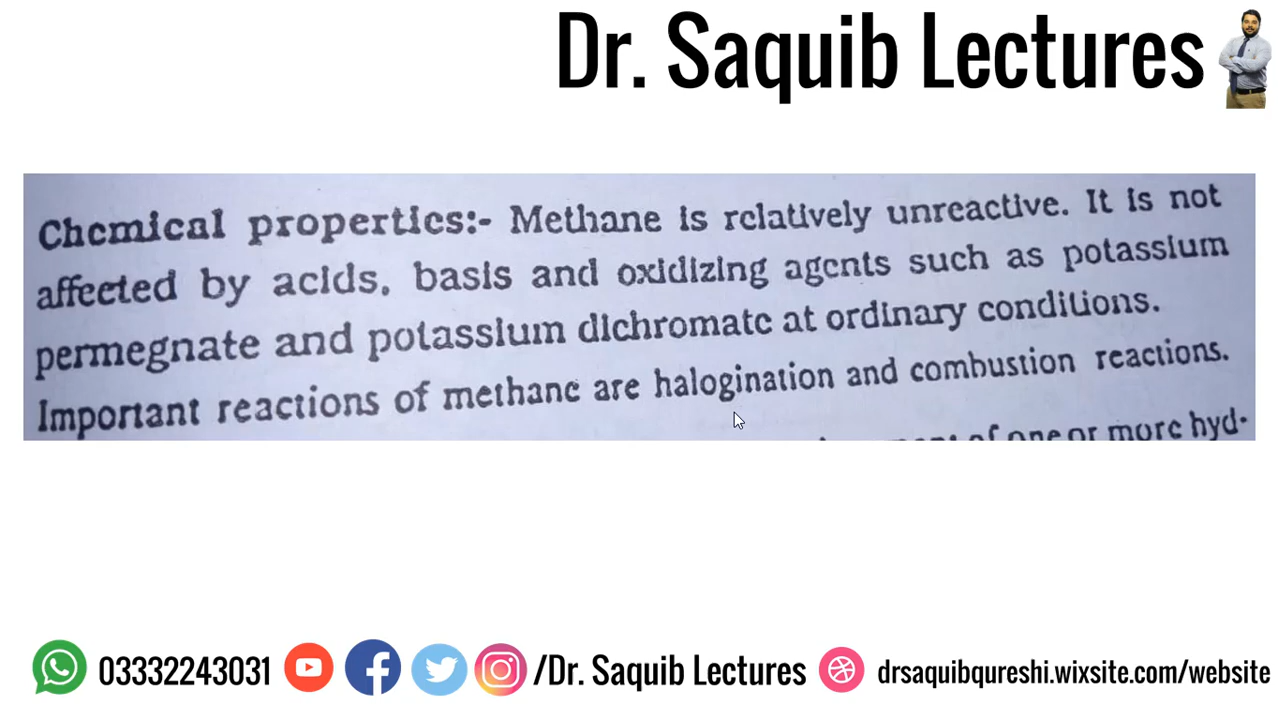 Dr. Saquib Lectures
Chemical properties:- Methane is relatively unreactive. It is not
affected by acids, basis and oxidizing agents such as potassium
permegnate and potassium dichromate at ordinary conditions.
Important reactions of methane are halogination and combustion reactions.
of one or more hyd-
03332243031
/Dr. Saquib Lectures
drsaquibqureshi.wixsite.com/website